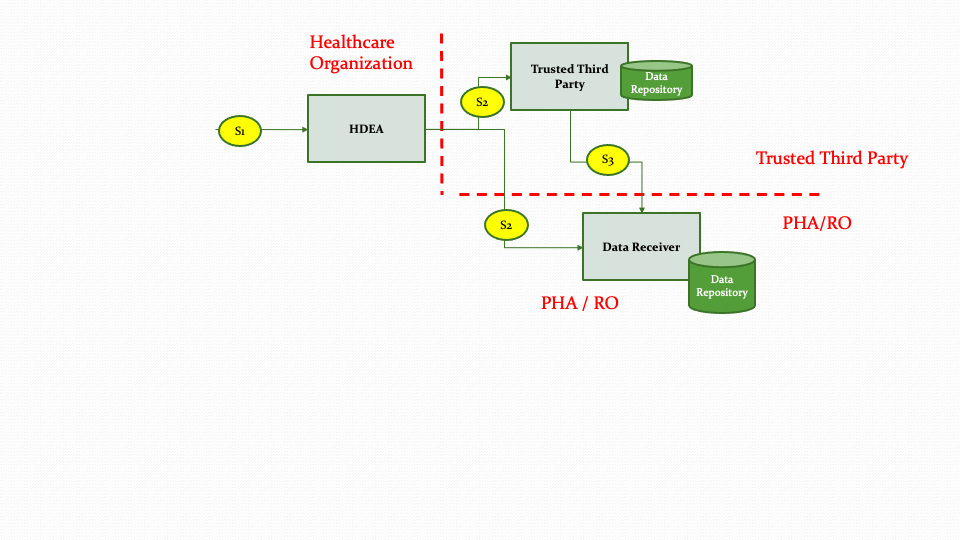 Healthcare
Organization
Trusted Third
Party
Data
Repository
S2
S1
HDEA
S3
Trusted Third Party
PHA/RO
S2
Data Receiver
Data
Repository
PHA / RO